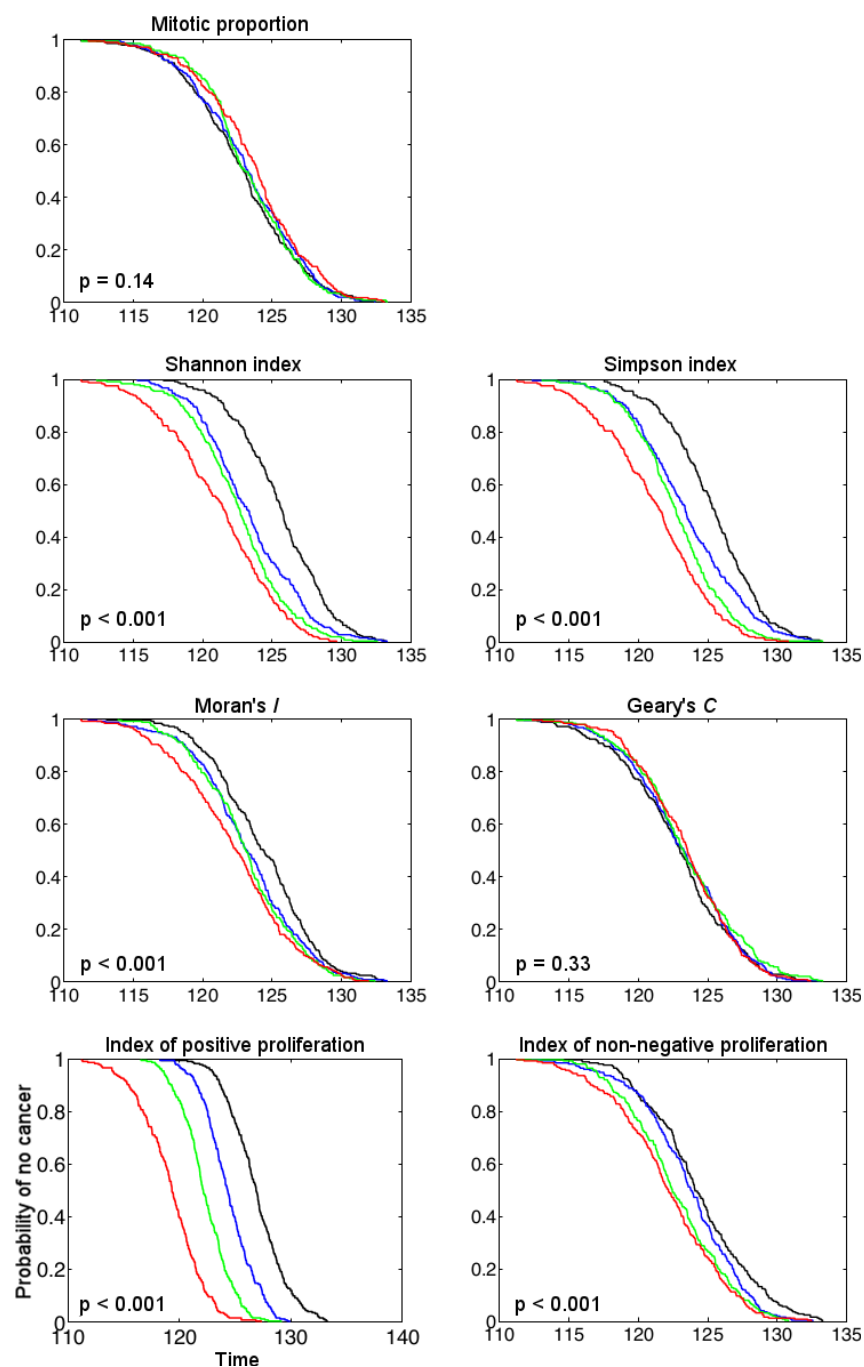 Mitotic proportion
1
0.8
0.6
0.4
0.2
0
p = 0.14
110 115 120 125 130 135
Shannon index
1
0.8
0.6
0.4
0.2
0
p < 0.001
110 115 120 125 130 135
Simpson index
1
0.8
0.6
0.4
0.2
0
p < 0.001
110 115 120 125 130 135
Moran's I
1
0.8
0.6
0.4
0.2
0
p < 0.001
110 115 120 125 130 135
Geary's C
1
0.8
0.6
0.4
0.2
0
p = 0.33
110 115 120 125 130 135
Index of positive proliferation
Probability of no cancer
1
0.8
0.6
0.4
0.2
0
p < 0.001
110 120 130 140
Time
Index of non-negative proliferation
1
0.8
0.6
0.4
0.2
0
p < 0.001
110 115 120 125 130 135